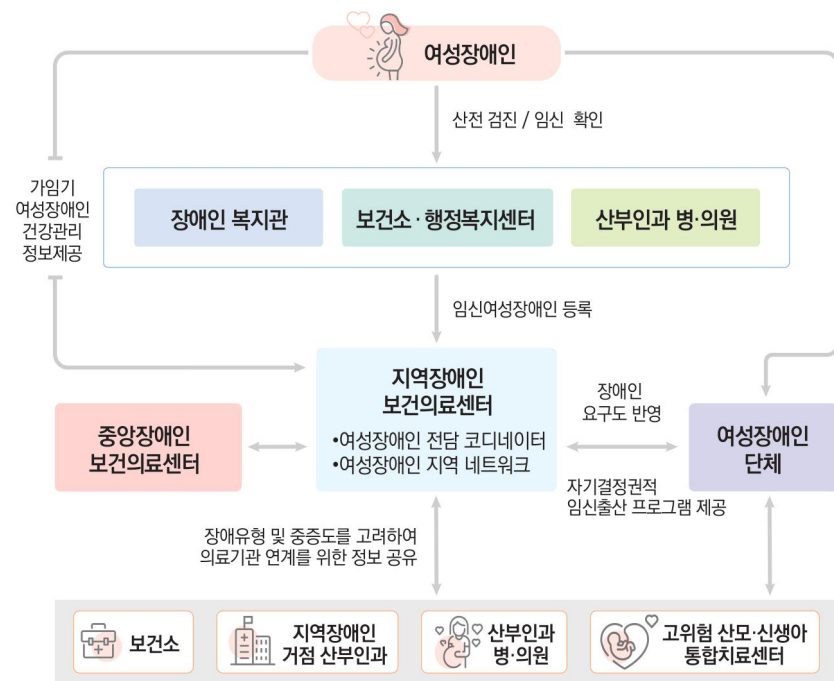 여성장애인
산전 검진 / 임신 확인
가임기
여성장애인
건강관리
정보제공
장애인 복지관
보건소 · 행정복지센터
산부인과 병·의원
임신여성장애인 등록
지역장애인
보건의료센터
•여성장애인 전담 코디네이터
•여성장애인 지역 네트워크
중앙장애인
보건의료센터
장애인
요구도 반영
여성장애인
단체
자기결정권적
임신출산 프로그램 제공
장애유형 및 중증도를 고려하여
의료기관 연계를 위한 정보 공유
보건소
지역장애인
거점 산부인과
산부인과
병·의원
고위험 산모·신생아
통합치료센터